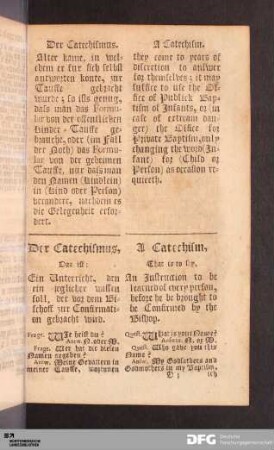 Der Catechismus.
Alter kame, in wel-
chem er fur sich selbst
antworten konte, zur
Tauffe gebracht
wurde; so ists genug,
dass man das Formu-
lar von der offentlichen
Kinder-Tauffe ge-
brauche, oder (im Fall
der Noth) das Formu-
lar von der geheimen
Tauffe, nur dass man
den Namen (Kindlein)
in (Kind oder Person)
verandere, nachdem es
die Gelegenheit erfor-
dert.
Der Catechismus,
Das ist:
Ein Unterricht, den
ein jeglicher wissen
soll, der vor dem Bi-
schoff zur Confirmati-
on gebracht wird.
Frage. WIe heist du?
Antw. N. oder M.
Frage. Wer hat dir diesen
Namen gegeben?
Antw. Meine Gevattern in
meiner Tauffe,
A Catechism.
they come to years of
discretion to answer
for themselves; it may
suffice to use the Of-
fice of Publick Bap-
tism of Infants, or (in
case of extream dan-
ger) the Office for
Private Baptism, only
changing the word (In-
fant) for (Child or
Person) as occasion re-
quireth.
A Catechism,
That is to say,
An Instruction to be
learned of every person,
before he be brought to
be Confirmed by the
Bishop.
Quest. WHat is your Name?
Answ. N. or M.
Quest. Who gave you this
Name?
Answ. My Godfathers and
Godmothers in my Baptism,
DFG
Deutsche
Forschungsgemeinschaft